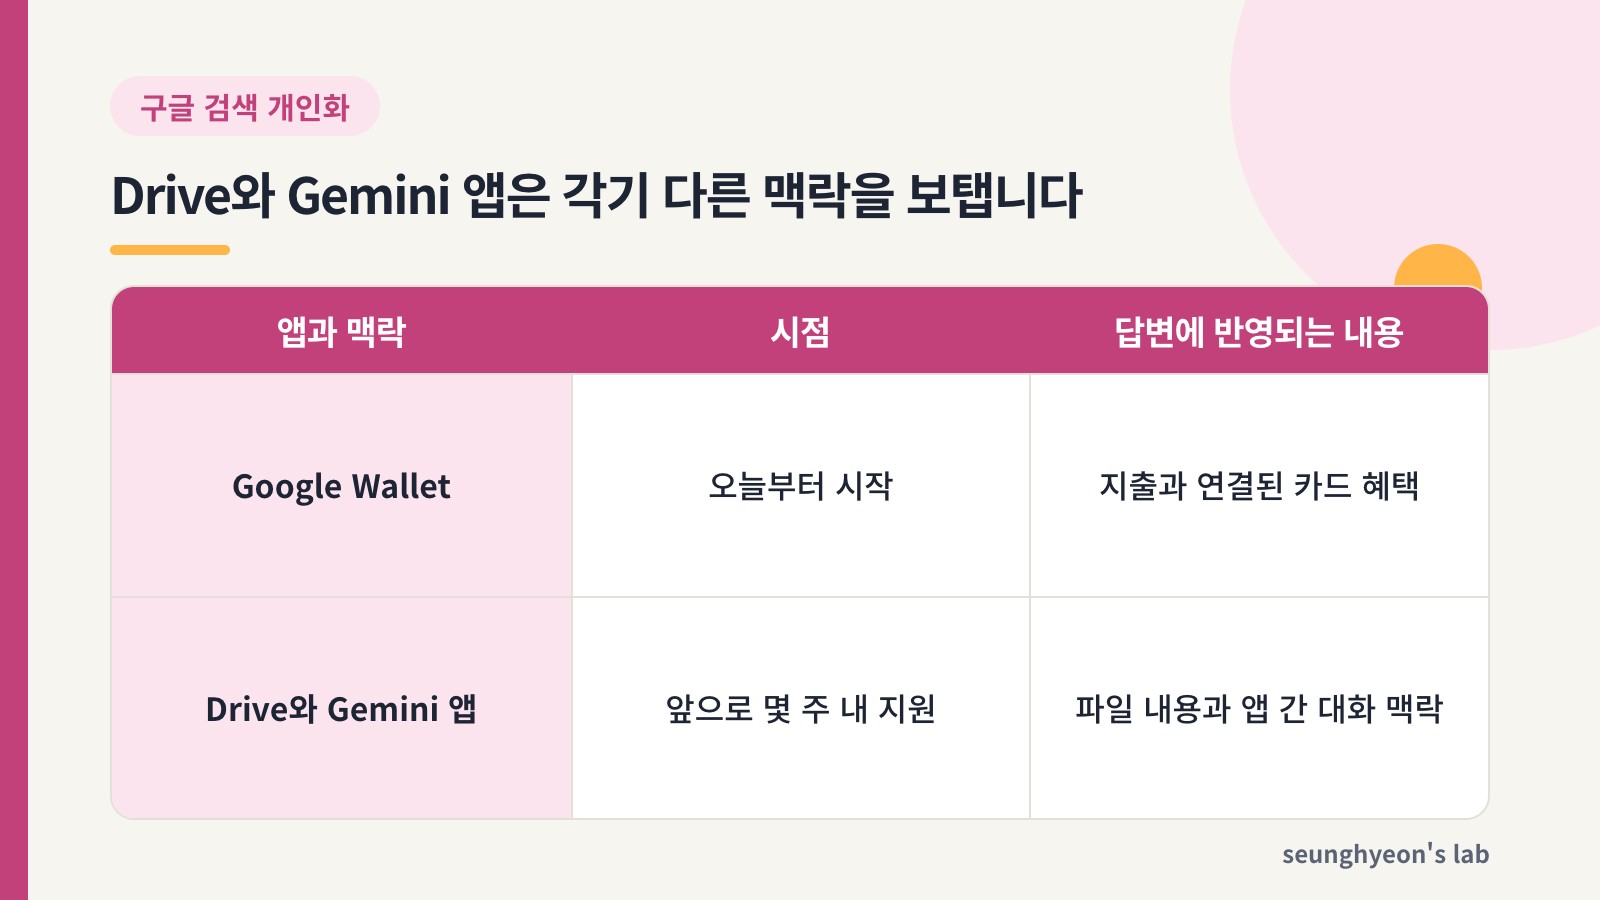 구글 검색 개인화
Drive와 Gemini 앱은 각기 다른 맥락을 보탭니다
앱과 맥락
시점
답변에 반영되는 내용
Google Wallet
오늘부터 시작
지출과 연결된 카드 혜택
Drive와 Gemini 앱
앞으로 몇 주 내 지원
파일 내용과 앱 간 대화 맥락
seunghyeon's lab